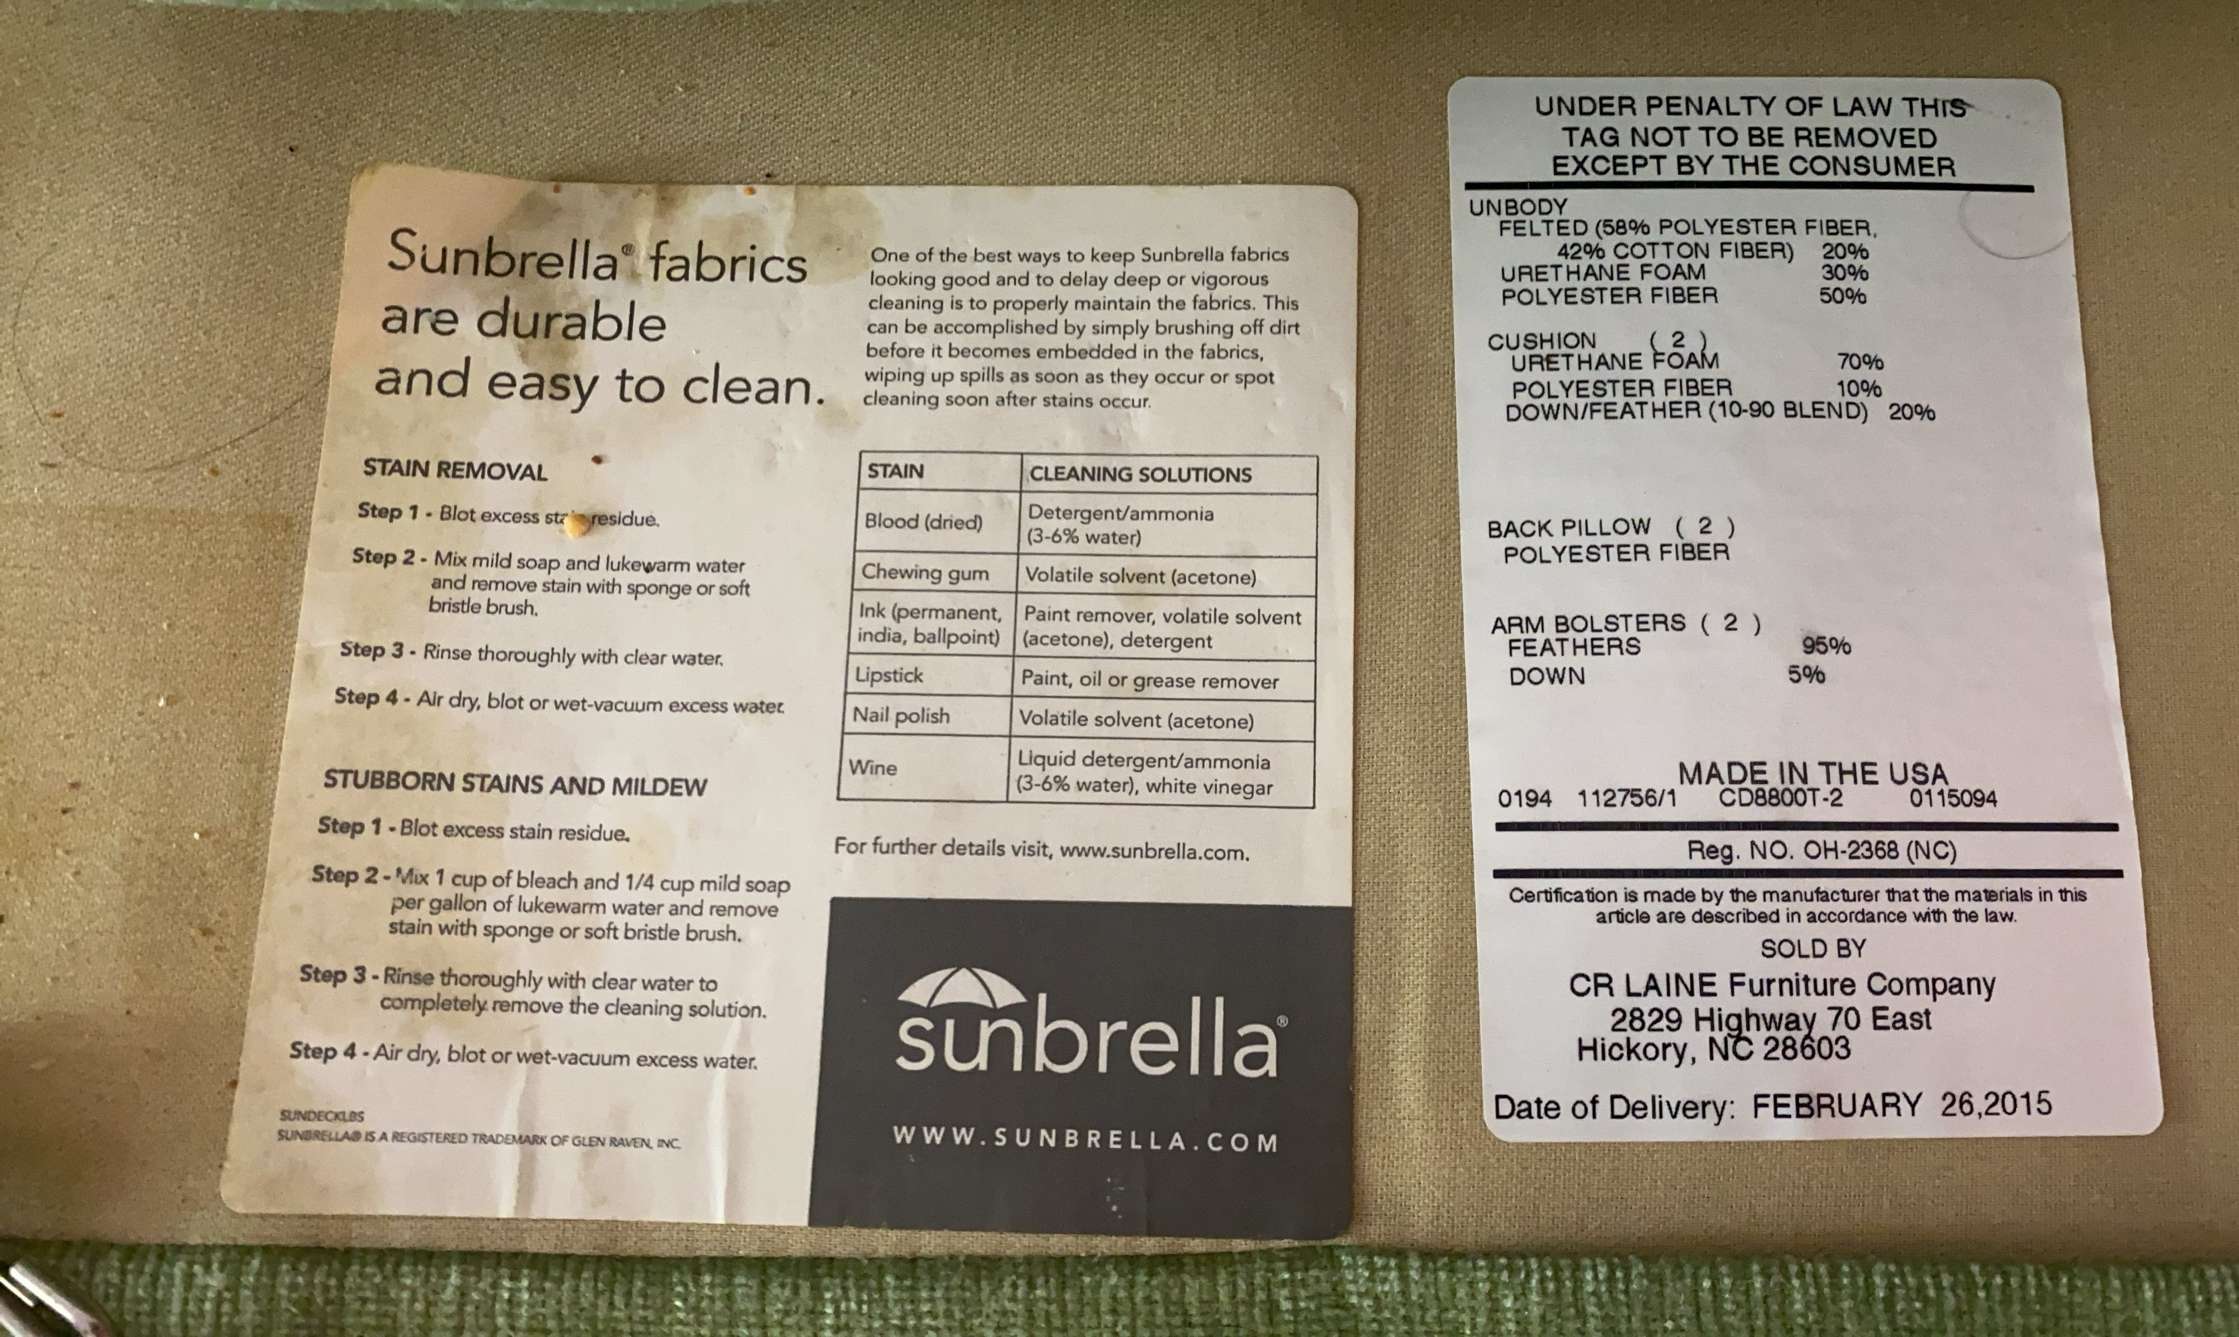 Sunbrella® fabrics
are durable
and easy to clean.
STAIN REMOVAL
Step 1 - Blot excess residue.
Step 2 - Mix mild soap and lukewarm water
and remove stain with sponge or soft
bristle brush.
Step 3 - Rinse thoroughly with clear water.
Step 4 - Air dry, blot or wet-vacuum excess water.
STUBBORN STAINS AND MILDEW
Step 1 - Blot excess stain residue.
Step 2 - Mix 1 cup of bleach and 1/4 cup mild soap
per gallon of lukewarm water and remove
stain with sponge or soft bristle brush.
Step 3 - Rinse thoroughly with clear water to
completely remove the cleaning solution.
Step 4 - Air dry, blot or wet-vacuum excess water.
SUNDECKLBS
SUNBRELLA® IS A REGISTERED TRADEMARK OF GLEN RAVEN, INC.
One of the best ways to keep Sunbrella fabrics
looking good and to delay deep or vigorous
cleaning is to properly maintain the fabrics. This
can be accomplished by simply brushing off dirt
before it becomes embedded in the fabrics,
wiping up spills as soon as they occur or spot
cleaning soon after stains occur.
STAIN CLEANING SOLUTIONS
Blood (dried) Detergent/ammonia
(3-6% water)
Chewing gum Volatile solvent (acetone)
Ink (permanent, Paint remover, volatile solvent
india, ballpoint) (acetone), detergent
Lipstick Paint, oil or grease remover
Nail polish Volatile solvent (acetone)
Wine Liquid detergent/ammonia
(3-6% water), white vinegar
For further details visit, www.sunbrella.com.
sunbrella®
WWW.SUNBRELLA.COM
UNDER PENALTY OF LAW THIS
TAG NOT TO BE REMOVED
EXCEPT BY THE CONSUMER
UNBODY
FELTED (58% POLYESTER FIBER,
42% COTTON FIBER) 20%
URETHANE FOAM 30%
POLYESTER FIBER 50%
CUSHION ( 2 )
URETHANE FOAM 70%
POLYESTER FIBER 10%
DOWN/FEATHER (10-90 BLEND) 20%
BACK PILLOW ( 2 )
POLYESTER FIBER
ARM BOLSTERS ( 2 )
FEATHERS 95%
DOWN 5%
MADE IN THE USA
0194 112756/1 CD8800T-2 0115094
Reg. NO. OH-2368 (NC)
Certification is made by the manufacturer that the materials in this
article are described in accordance with the law.
SOLD BY
CR LAINE Furniture Company
2829 Highway 70 East
Hickory, NC 28603
Date of Delivery: FEBRUARY 26,2015